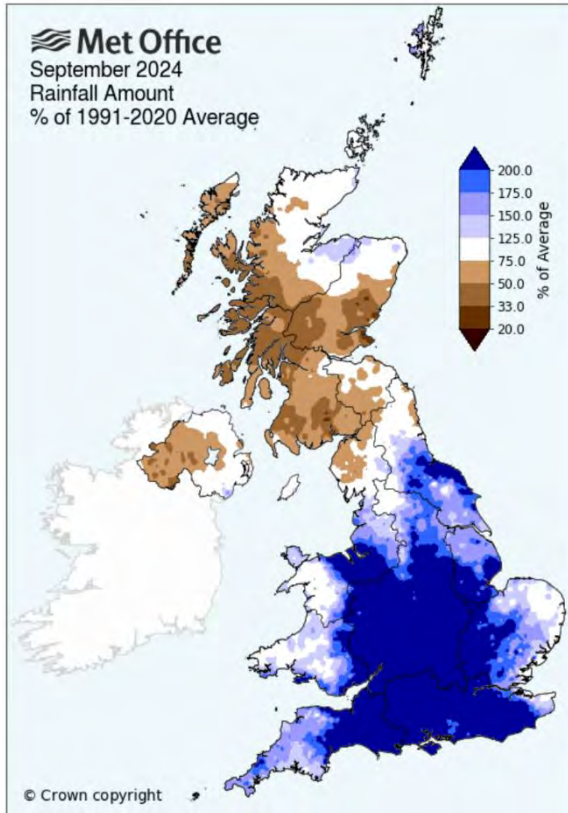 Met Office
September 2024
Rainfall Amount
% of 1991-2020 Average
200.0
175.0
150.0
125.0
75.0
50.0
33.0
20.0
% of Average
© Crown copyright